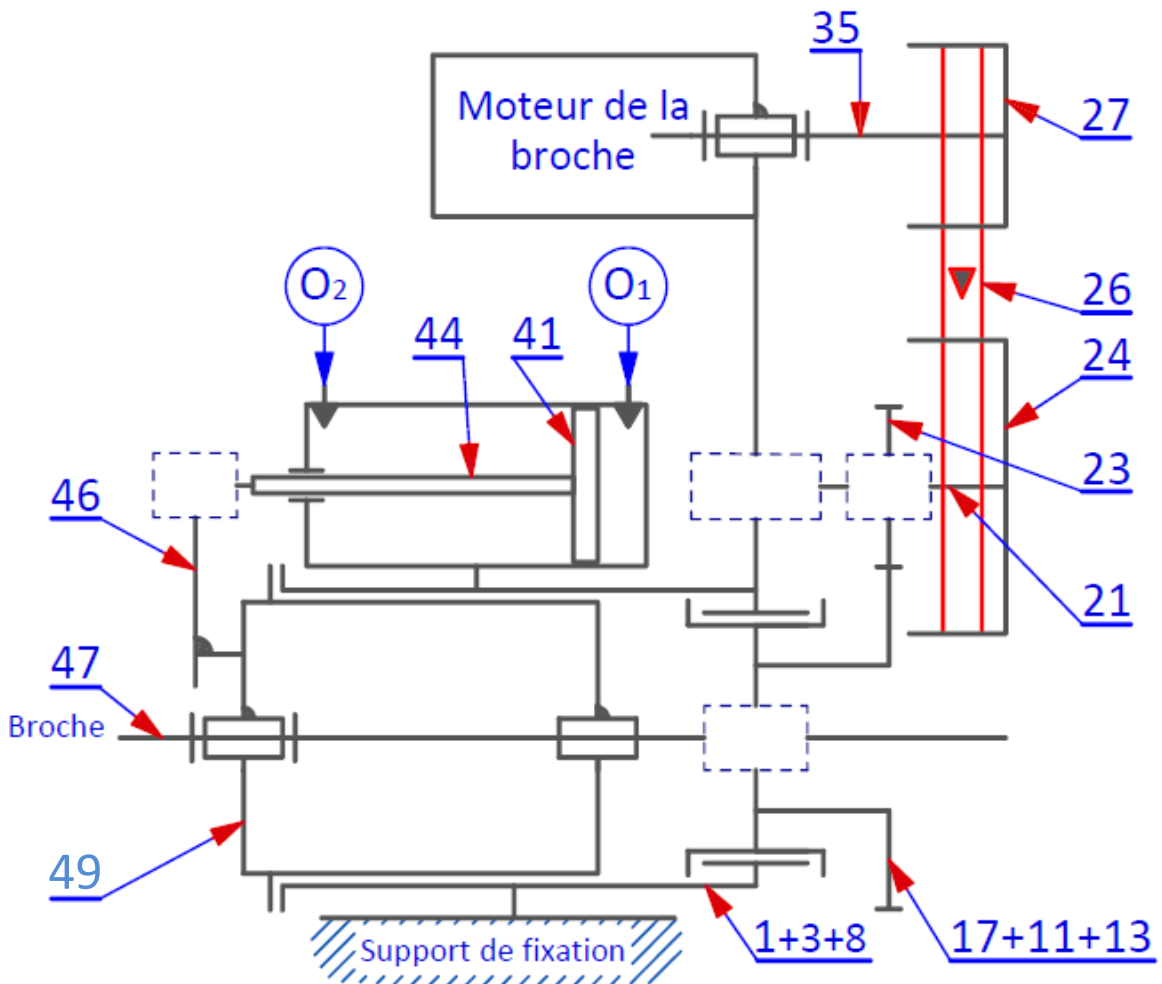 35
Moteur de la
broche
27
O2
O1
26
44
41
24
23
46
21
47
Broche
49
1+3+8
17+11+13
Support de fixation